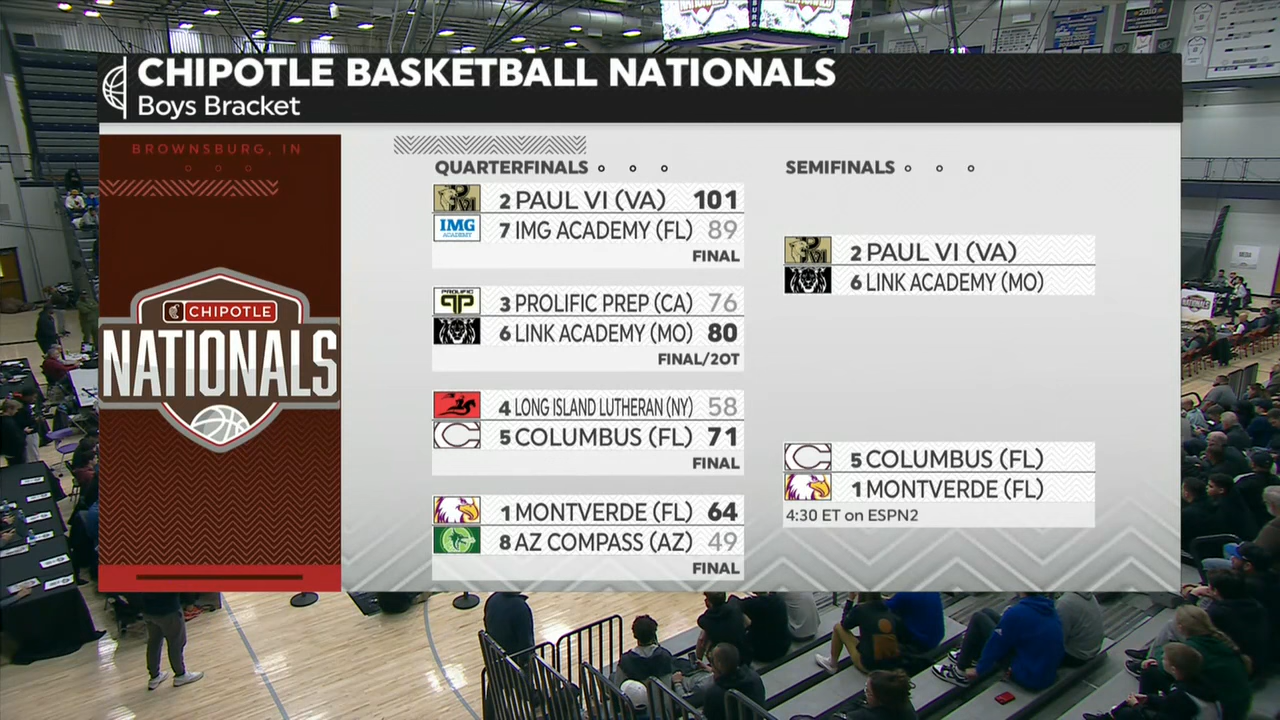 CHIPOTLE BASKETBALL NATIONALS
Boys Bracket
BROWNSBURG, IN
CHIPOTLE
NATIONALS
QUARTERFINALS
2 PAUL VI (VA) 101
IMG ACADEMY
7 IMG ACADEMY (FL) 89
FINAL
PROLIFIC
3 PROLIFIC PREP (CA) 76
6 LINK ACADEMY (MO) 80
FINAL/2OT
4 LONG ISLAND LUTHERAN (NY) 58
5 COLUMBUS (FL) 71
FINAL
1 MONTVERDE (FL) 64
8 AZ COMPASS (AZ) 49
FINAL
SEMIFINALS
2 PAUL VI (VA)
6 LINK ACADEMY (MO)
5 COLUMBUS (FL)
1 MONTVERDE (FL)
4:30 ET on ESPN2